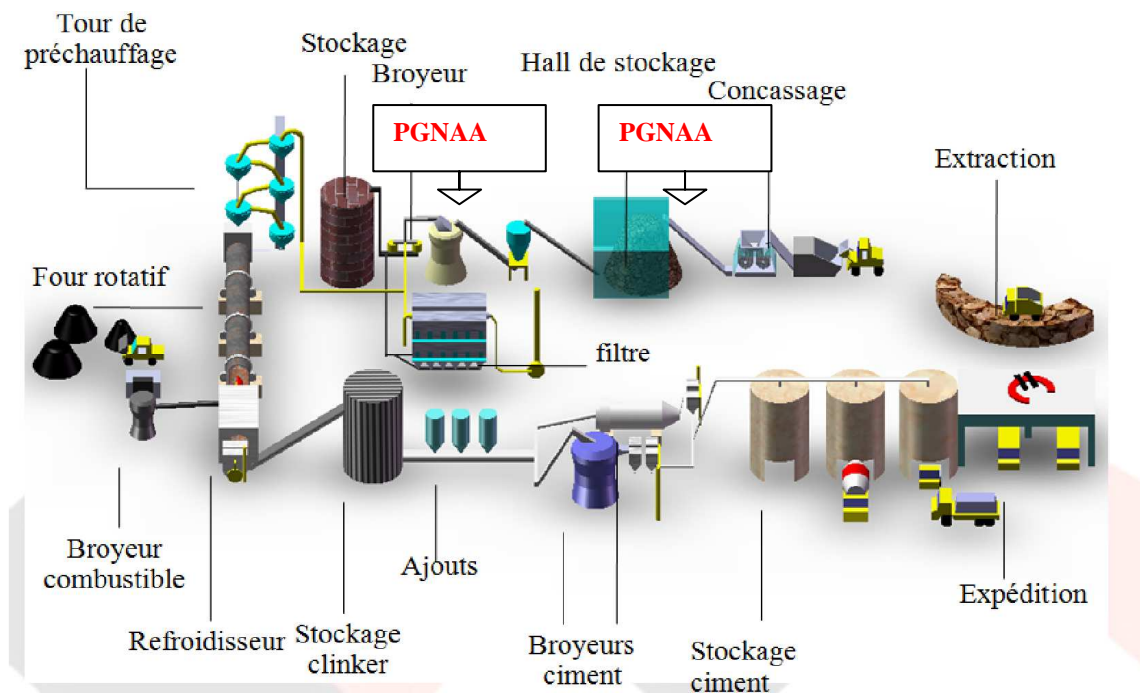 Tour de
préchauffage
Stockage
Broyeur
Hall de stockage
Concassage
PGNAA
PGNAA
Extraction
Four rotatif
filtre
Broyeur
combustible
Refroidisseur
Stockage
clinker
Ajouts
Broyeurs
ciment
Stockage
ciment
Expédition